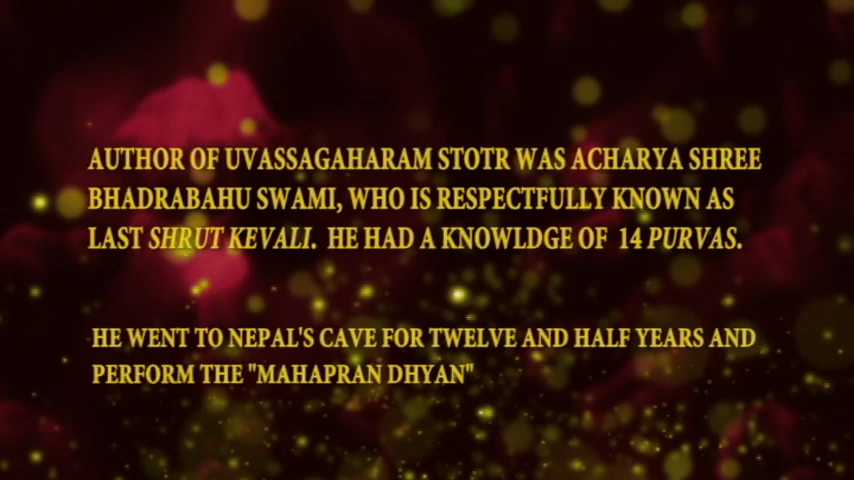 AUTHOR OF UVASSAGAHARAM STOTR WAS ACHARYA SHREE
BHADRABAHU SWAMI, WHO IS RESPECTFULLY KNOWN AS
LAST SHRUT KEVALI. HE HAD A KNOWLDGE OF 14 PURVAS.
HE WENT TO NEPAL'S CAVE FOR TWELVE AND HALF YEARS AND
PERFORM THE "MAHAPRAN DHYAN"